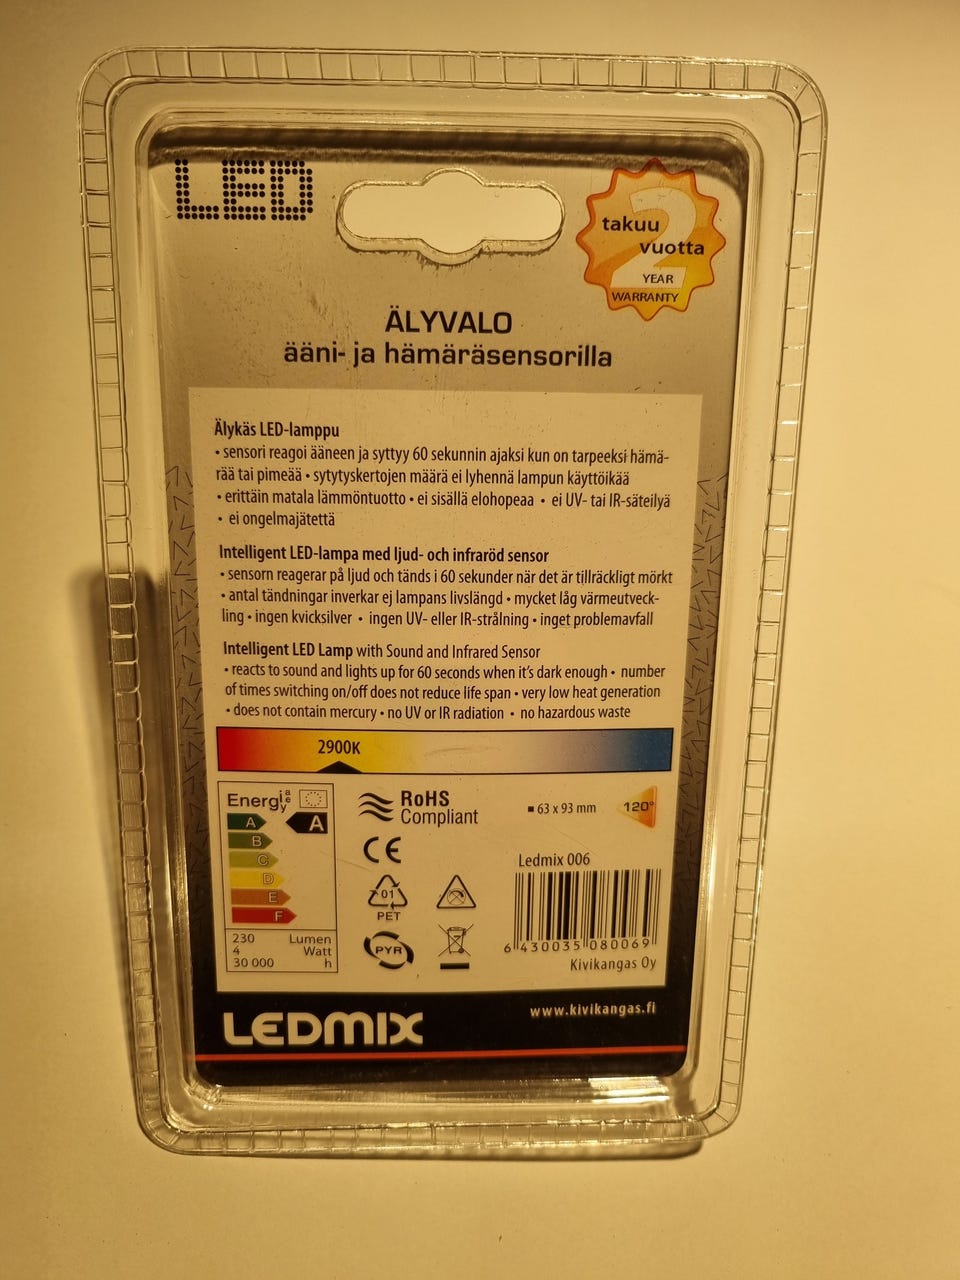 LED
2
takuu
vuotta
YEAR
WARRANTY
ÄLYVALO
ääni- ja hämäräsensorilla
Älykäs LED-lamppu
• sensori reagoi ääneen ja syttyy 60 sekunnin ajaksi kun on tarpeeksi hämä-
rää tai pimeää • sytytyskertojen määrä ei lyhennä lampun käyttöikää
• erittäin matala lämmöntuotto • ei sisällä elohopeaa • ei UV- tai IR-säteilyä
• ei ongelmajätettä
Intelligent LED-lampa med ljud- och infraröd sensor
• sensorn reagerar på ljud och tänds i 60 sekunder när det är tillräckligt mörkt
• antal tändningar inverkar ej lampans livslängd • mycket låg värmeutveck-
ling • ingen kvicksilver • ingen UV- eller IR-strålning • inget problemavfall
Intelligent LED Lamp with Sound and Infrared Sensor
• reacts to sound and lights up for 60 seconds when it's dark enough • number
of times switching on/off does not reduce life span • very low heat generation
• does not contain mercury • no UV or IR radiation • no hazardous waste
2900K
Energi
a
e
y
A A
B
C
D
E
F
230 Lumen
4 Watt
30 000 h
RoHS
Compliant
CE
01
PET
PYR
63 x 93 mm
120°
Ledmix 006
6 430035 080069
Kivikangas Oy
www.kivikangas.fi
LEDMIX